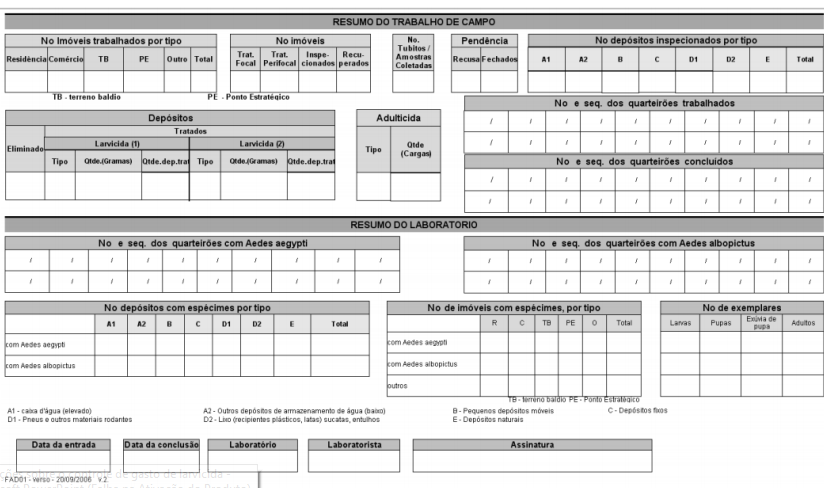 RESUMO DO TRABALHO DE CAMPO
No Imóveis trabalhados por tipo
Residência Comércio TB PE Outro Total
TB - terreno baldio PE - Ponto Estratégico
No imóveis
Trat. Focal Trat. Perifocal Inspe-cionados Recu-perados
No. Tubitos / Amostras Coletadas
Pendência
Recusa Fechados
No depósitos inspecionados por tipo
A1 A2 B C D1 D2 E Total
Depósitos
Eliminado
Tratados
Larvicida (1) Larvicida (2)
Tipo Qtde.(Gramas) Qtde.dep.trat Tipo Qtde.(Gramas) Qtde.dep.trat
Adulticida
Tipo Qtde (Cargas)
No e seq. dos quarteirões trabalhados
/ / / / / / / / / /
/ / / / / / / / / /
No e seq. dos quarteirões concluidos
/ / / / / / / / / /
/ / / / / / / / / /
RESUMO DO LABORATORIO
No e seq. dos quarteirões com Aedes aegypti
/ / / / / / / / / /
/ / / / / / / / / /
No e seq. dos quarteirões com Aedes albopictus
/ / / / / / / / / /
/ / / / / / / / / /
No depósitos com espécimes por tipo
A1 A2 B C D1 D2 E Total
com Aedes aegypti
com Aedes albopictus
No de imóveis com espécimes, por tipo
R C TB PE O Total
com Aedes aegypti
com Aedes albopictus
outros
TB - terreno baldio PE - Ponto Estratégico
No de exemplares
Larvas Pupas Exúvia de pupa Adultos
A1 - caixa d'água (elevado) A2 - Outros depósitos de armazenamento de água (baixo) B - Pequenos depósitos móveis C - Depósitos fixos
D1 - Pneus e outros materiais rodantes D2 - Lixo (recipientes plásticos, latas) sucatas, entulhos E - Depósitos naturais
Data da entrada Data da conclusão Laboratório Laboratorista Assinatura
FAD01 - verso - 20/09/2006 v.2.